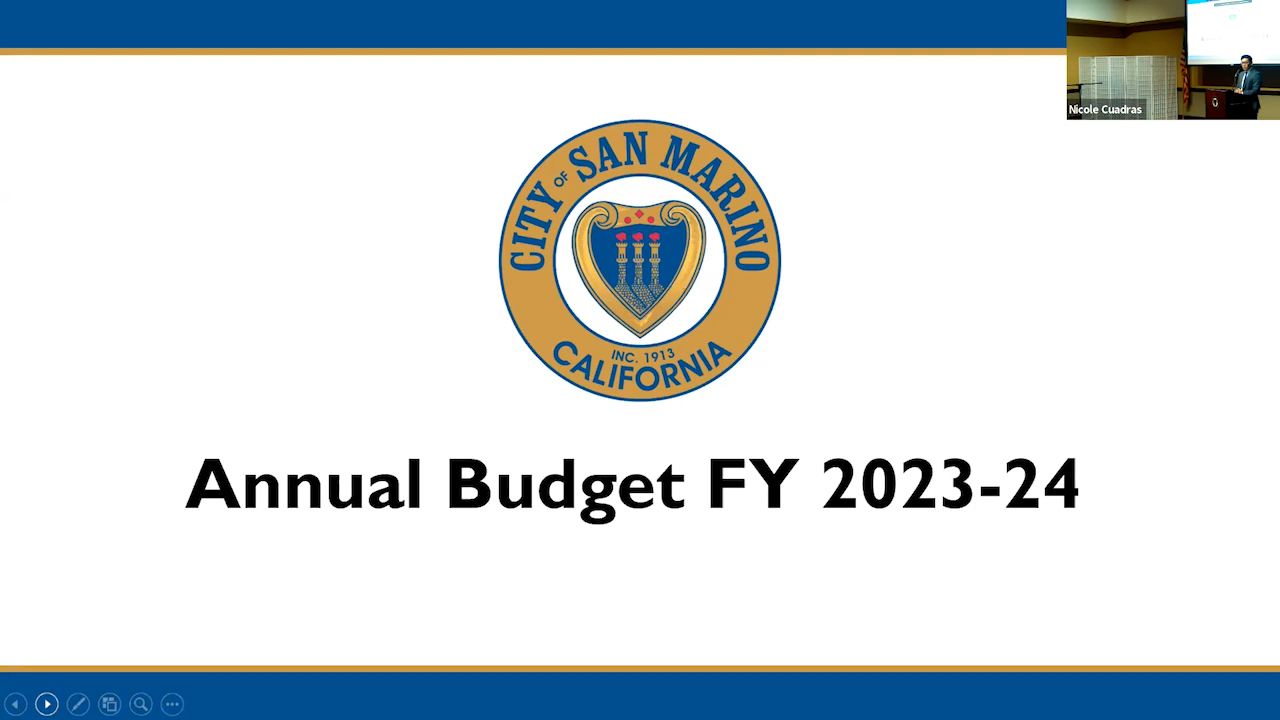 Nicole Cuadras
CITY OF SAN MARINO
INC. 1913
CALIFORNIA
Annual Budget FY 2023-24